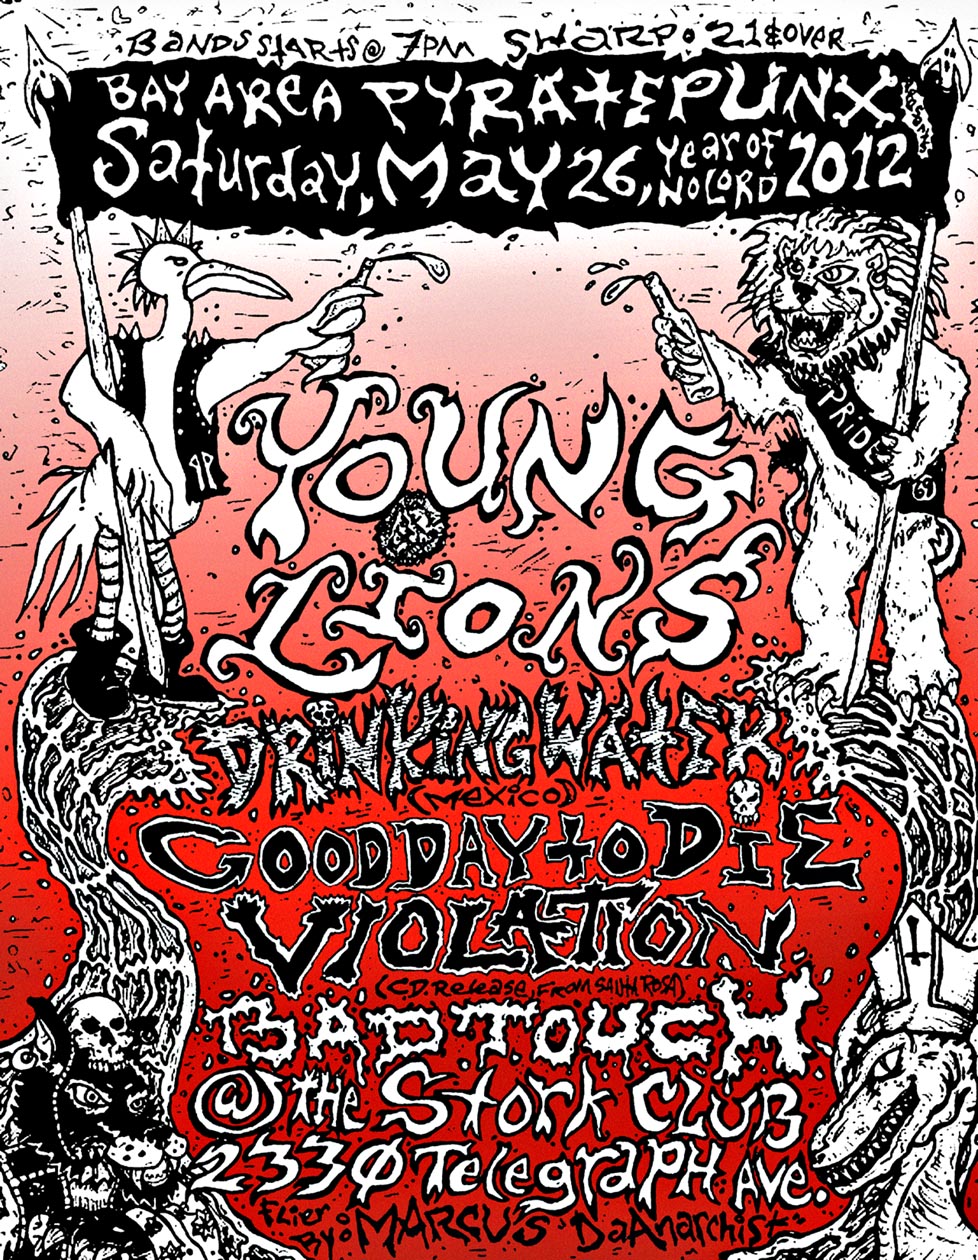 Bands starts @ 7pm Sharp. 21 & over
Bay Area Pyratepunx
Saturday, May 26, Year of No Lord 2012
Pride
69
Young
Lions
Drinking Water
(Mexico)
Good Day to Die
Violation
(C.D. Release, From Santa Rosa)
Bad Touch
@ the Stork Club
2330 Telegraph Ave.
Flier By: Marcus DaAnarchist